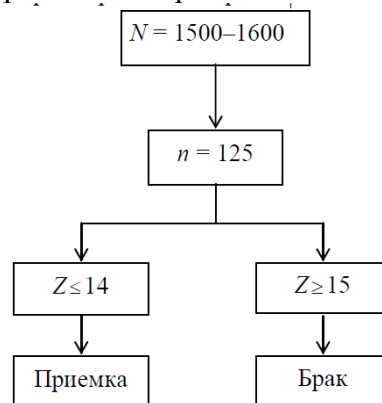 N = 1500–1600
n = 125
Z ≤ 14
Z ≥ 15
Приемка
Брак